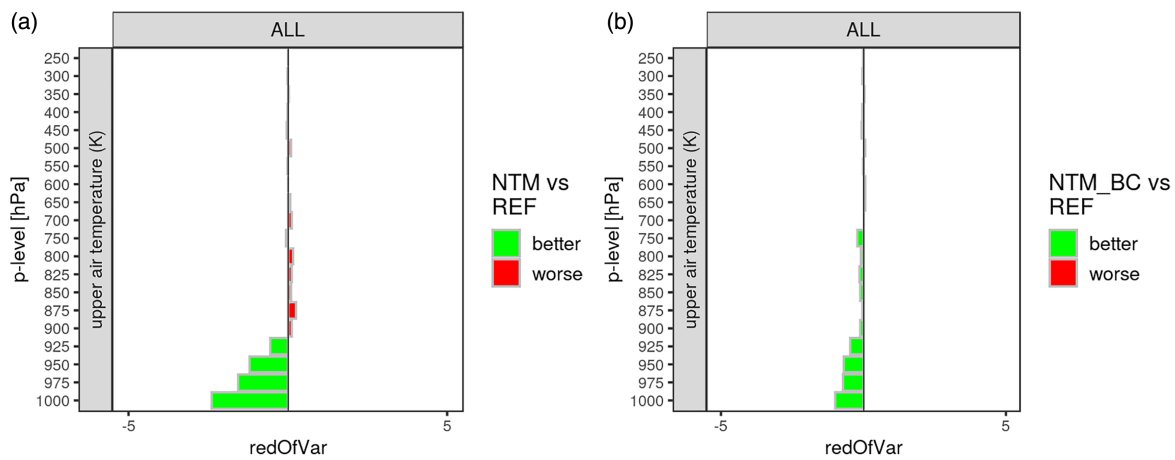 (a)
ALL
upper air temperature (K)
p-level [hPa]
250
300
350
400
450
500
550
600
650
700
750
800
825
850
875
900
925
950
975
1000
-5
5
redOfVar
NTM vs
REF
better
worse
(b)
ALL
upper air temperature (K)
p-level [hPa]
250
300
350
400
450
500
550
600
650
700
750
800
825
850
875
900
925
950
975
1000
-5
5
redOfVar
NTM_BC vs
REF
better
worse